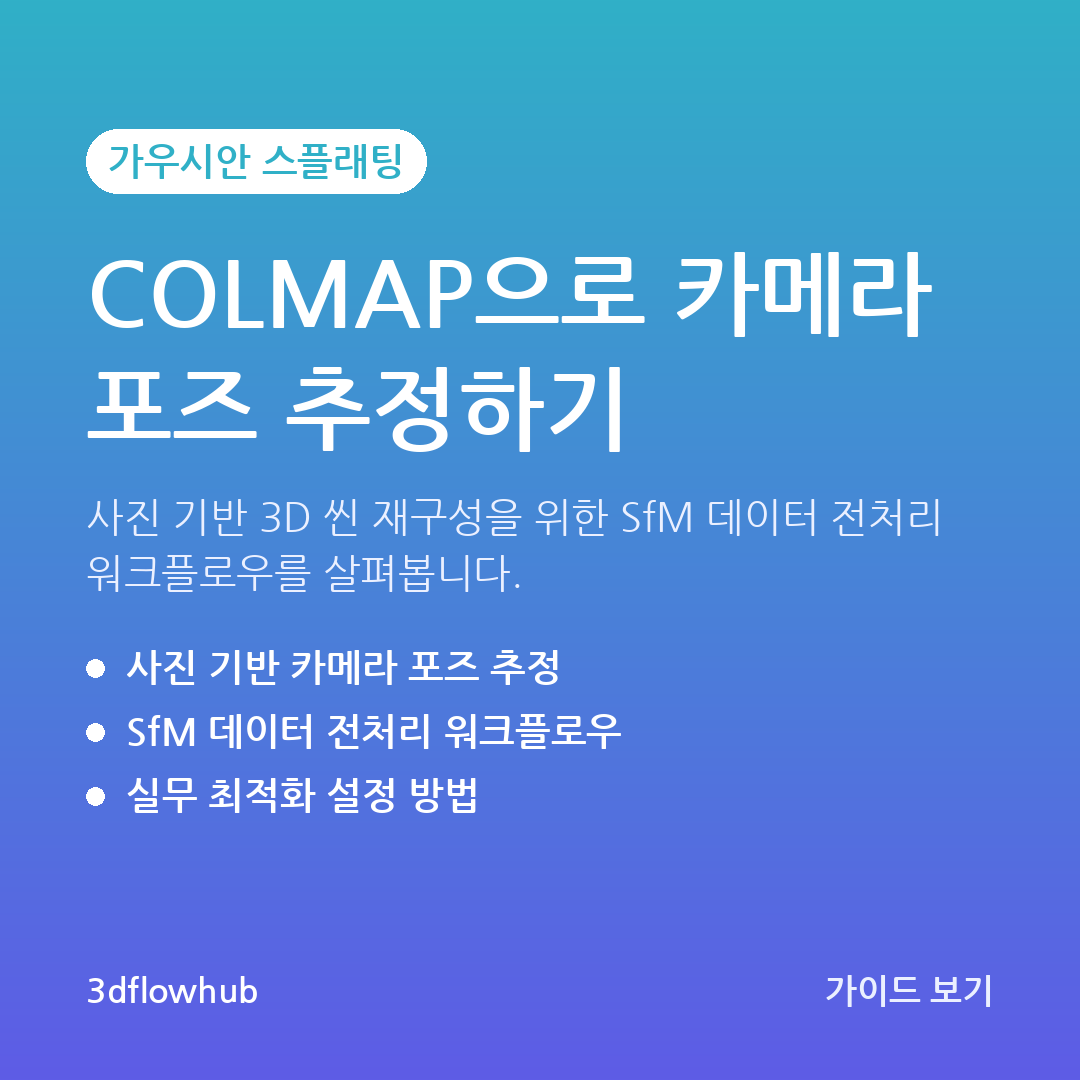 가우시안 스플래팅
COLMAP으로 카메라
포즈 추정하기
사진 기반 3D 씬 재구성을 위한 SfM 데이터 전처리
워크플로우를 살펴봅니다.
사진 기반 카메라 포즈 추정
SfM 데이터 전처리 워크플로우
실무 최적화 설정 방법
3dflowhub
가이드 보기